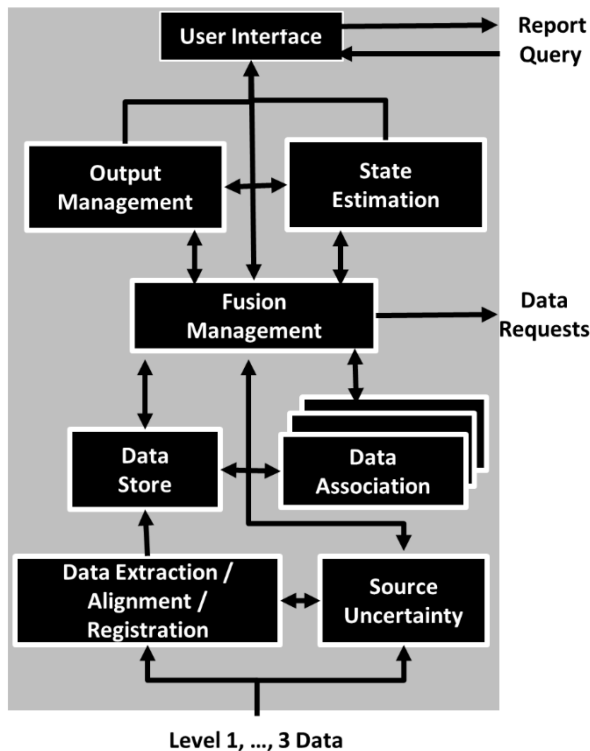 User Interface
Report
Query
Output
Management
State
Estimation
Fusion
Management
Data
Requests
Data
Store
Data
Association
Data Extraction /
Alignment /
Registration
Source
Uncertainty
Level 1, ..., 3 Data